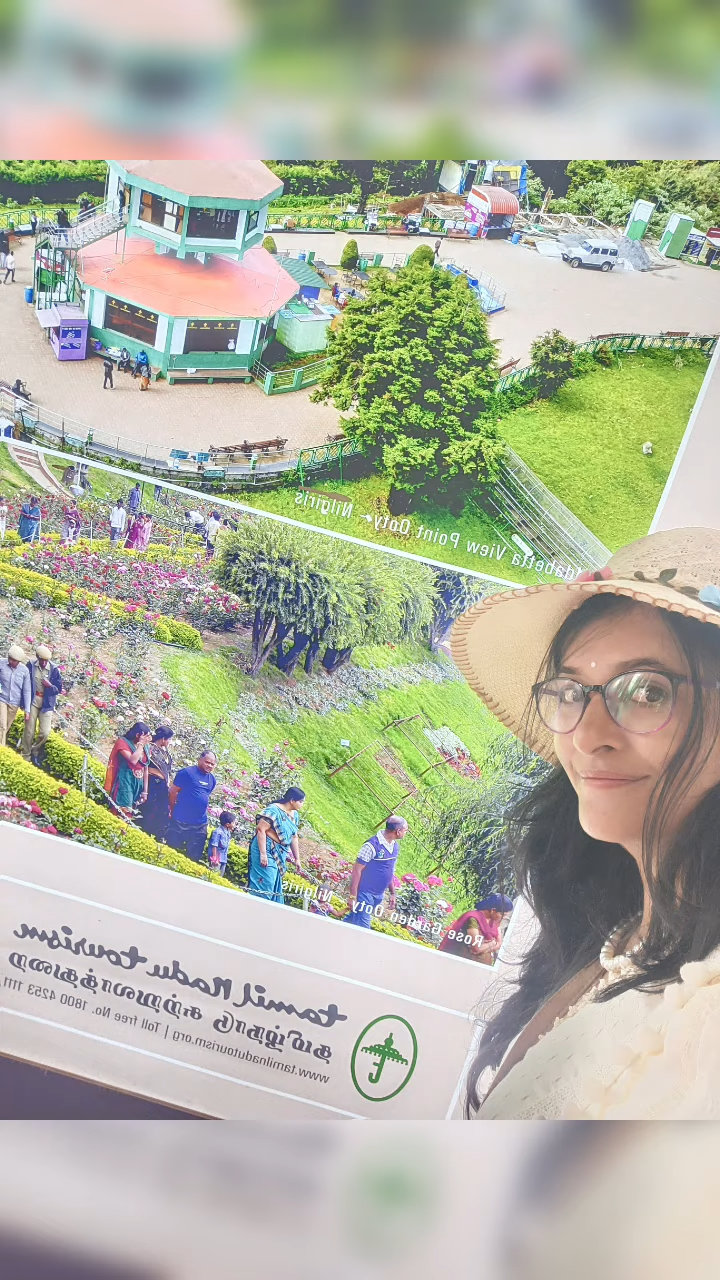 ddabetta View Point Ooty - Nilgiris
Rose Garden Ooty, Nilgiris
tamil Nadu tourism
தமிழ்நாடு சுற்றுலாத்துறை
www.tamilnadutourism.org | Toll free No. 1800 4253 1111